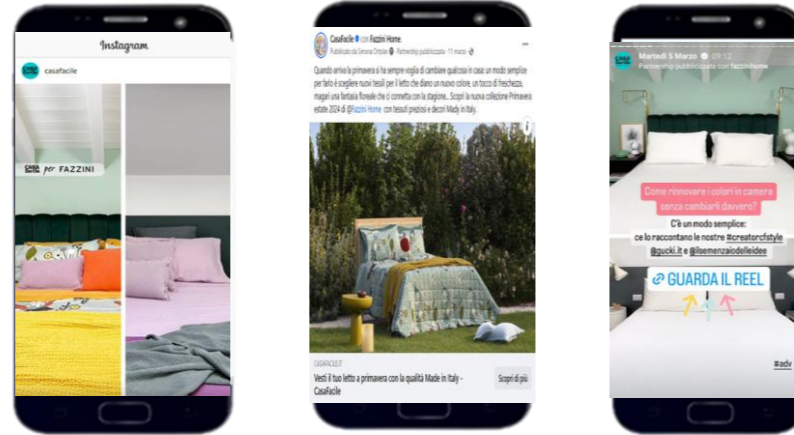 Instagram
casafacile
CASA per FAZZINI
CasaFacile con Fazzini Home.
Pubblicato da Simona Ortolan · Partnership pubblicizzata · 11 marzo ·
Quando arriva la primavera si ha sempre voglia di cambiare qualcosa in casa: un modo semplice
per farlo è scegliere nuovi tessili per il letto che diano un nuovo colore, un tocco di freschezza,
magari una fantasia floreale che ci connetta con la stagione... Scopri la nuova collezione Primavera
estate 2024 di @Fazzini Home con tessuti preziosi e decori Mady in Italy.
CASAFACILE.IT
Vesti il tuo letto a primavera con la qualità Made in Italy -
CasaFacile
Scopri di più
Martedì 5 Marzo 09:12
Partnership pubblicizzata con fazzinihome
Come rinnovare i colori in camera
senza cambiarli davvero?
C'è un modo semplice:
ce lo raccontano le nostre #creatorcfstyle
@gucki.it e @ilsemenzaiodelleidee
GUARDA IL REEL
#adv